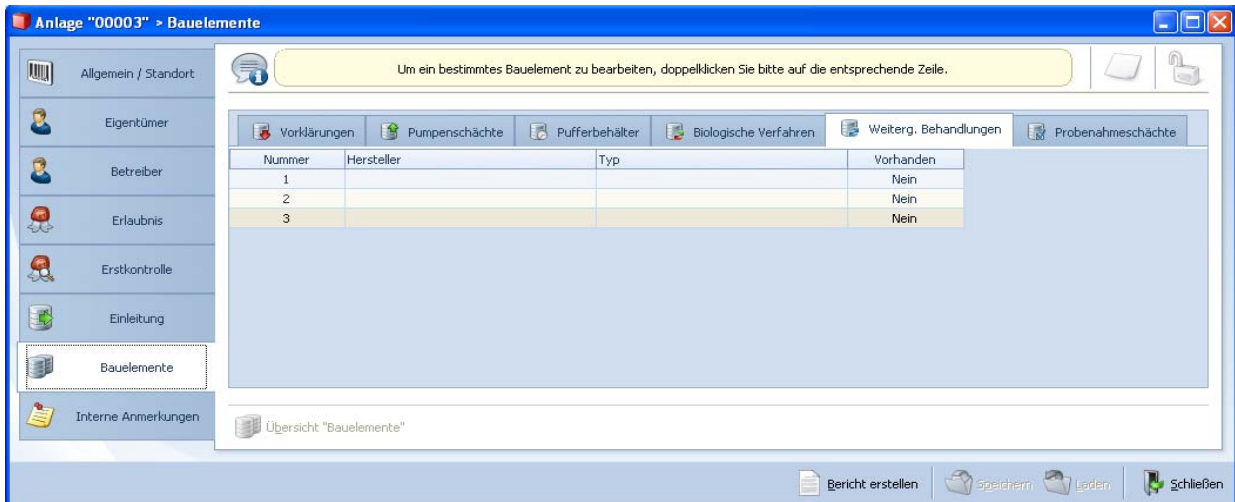 Anlage "00003" > Bauelemente
Allgemein / Standort
Eigentümer
Betreiber
Erlaubnis
Erstkontrolle
Einleitung
Bauelemente
Interne Anmerkungen
Um ein bestimmtes Bauelement zu bearbeiten, doppelklicken Sie bitte auf die entsprechende Zeile.
Vorklärungen Pumpenschächte Pufferbehälter Biologische Verfahren Weiterg. Behandlungen Probenahmeschächte
Nummer Hersteller Typ Vorhanden
1 Nein
2 Nein
3 Nein
Übersicht "Bauelemente"
Bericht erstellen Speichern Laden Schließen